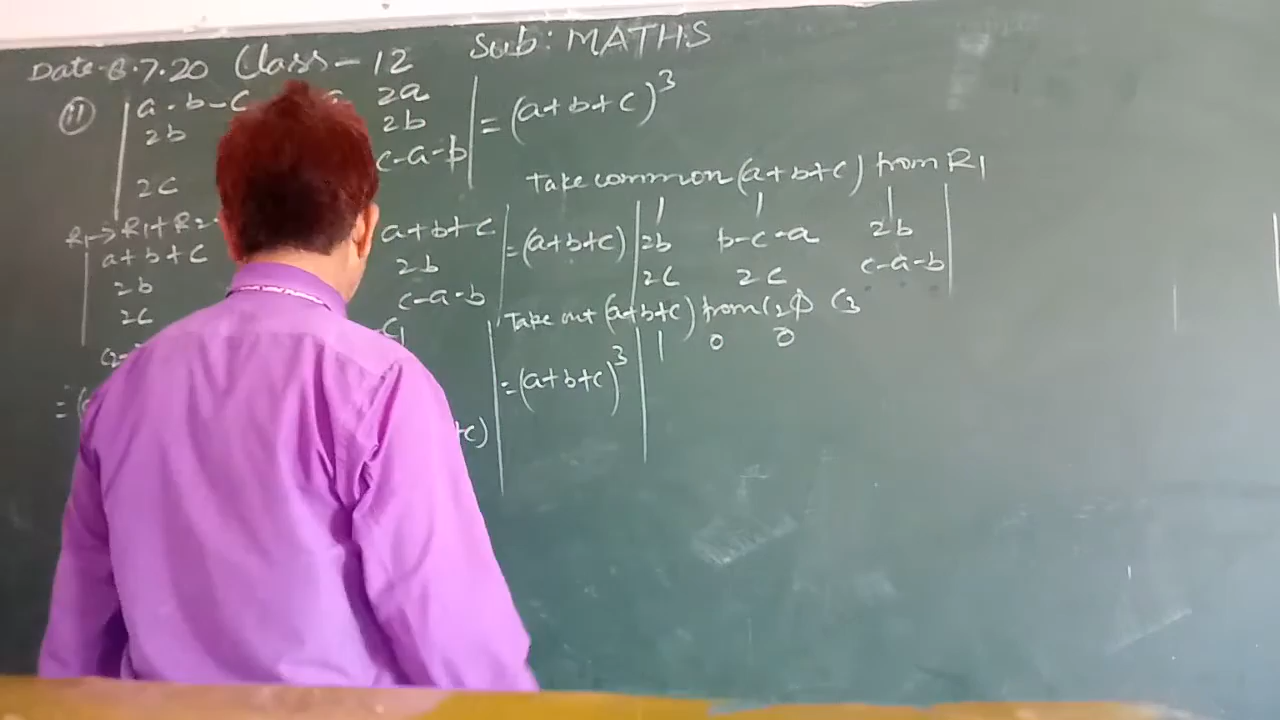 Date-6.7.20 Class-12 Sub: MATHS
(11) | a-b-c 2a | = (a+b+c)^3
2b 2b
2c c-a-b
Take common (a+b+c) from R1
R1→R1+R2
| a+b+c a+b+c | = (a+b+c) | 1 1 1 |
2b 2b 2b b-c-a 2b
2c c-a-b 2c 2c c-a-b
Take out (a+b+c) from C2 C3
C1
= +c) | = (a+b+c)^3 | 1 0 0